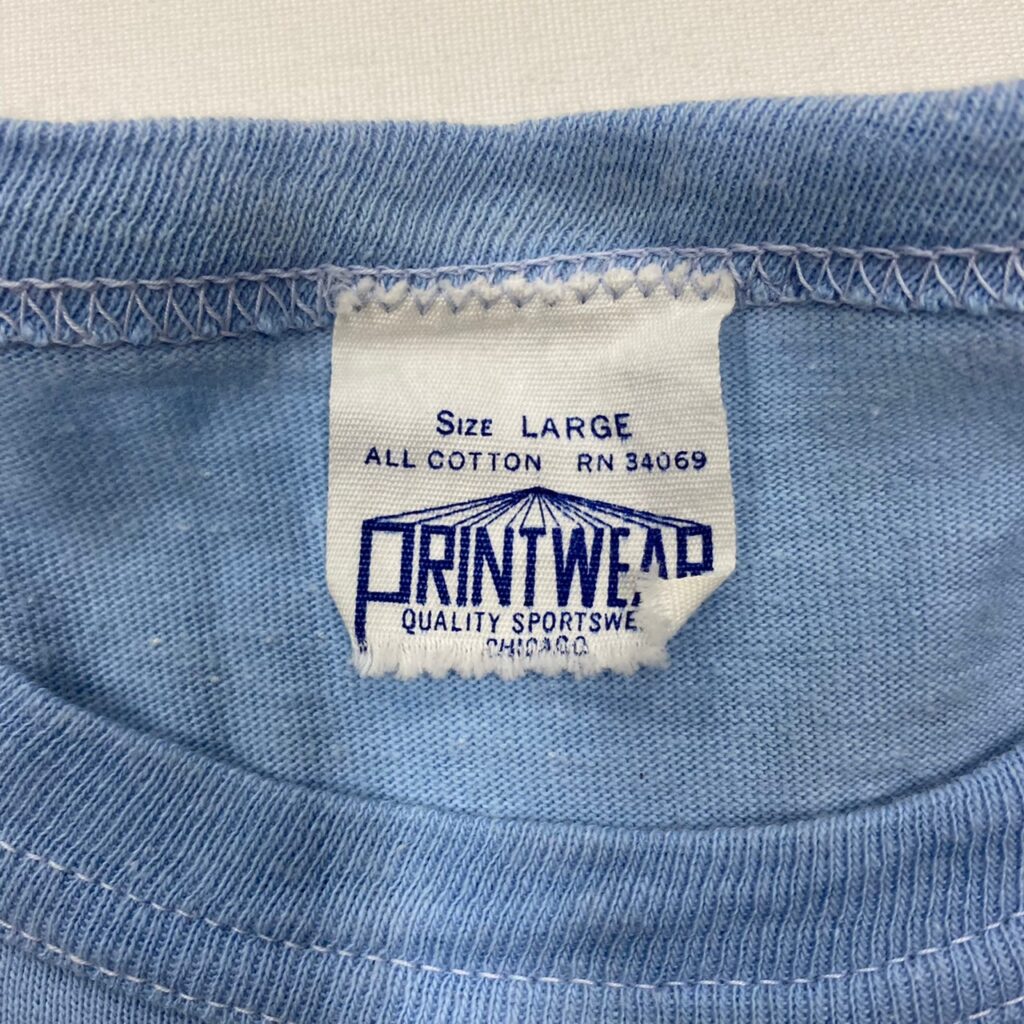 Size LARGE
ALL COTTON RN 34069
PRINTWEAR
QUALITY SPORTSWE
CHICAGO